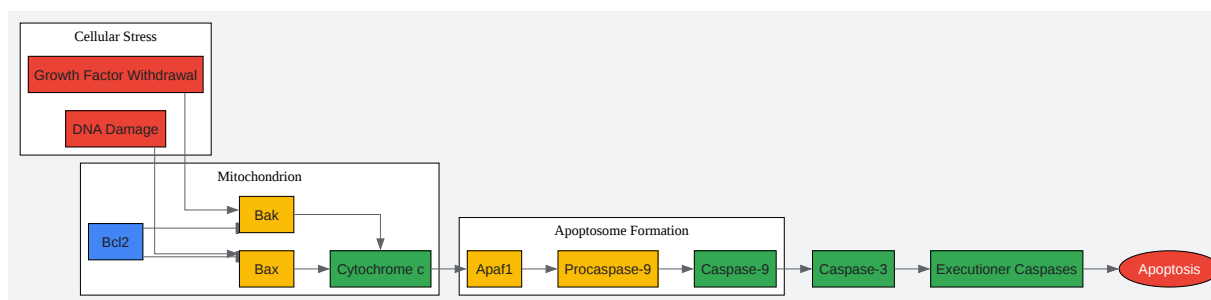 Cellular Stress
Growth Factor Withdrawal
DNA Damage
Mitochondrion
Bak
Bcl2
Bax
Cytochrome c
Apoptosome Formation
Apaf1
Procaspase-9
Caspase-9
Caspase-3
Executioner Caspases
Apoptosis